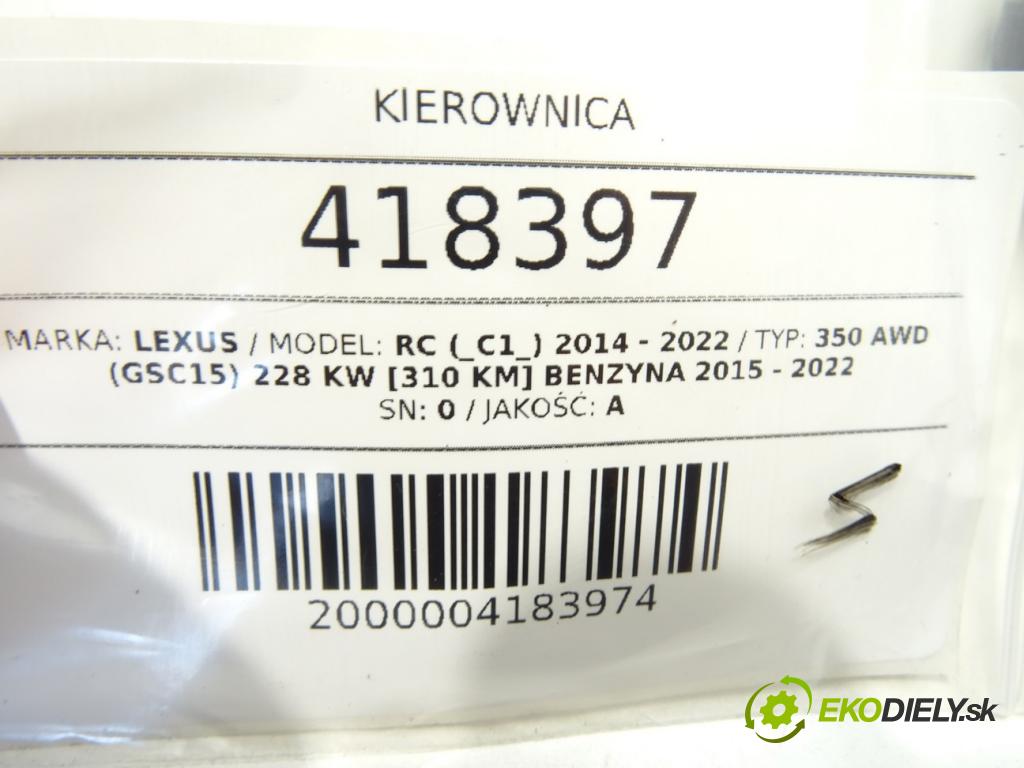 KIEROWNICA
418397
MARKA: LEXUS / MODEL: RC (_C1_) 2014 - 2022 / TYP: 350 AWD
(GSC15) 228 KW [310 KM] BENZYNA 2015 - 2022
SN: 0 / JAKOŚĆ: A
2000004183974
EKODIELY.sk